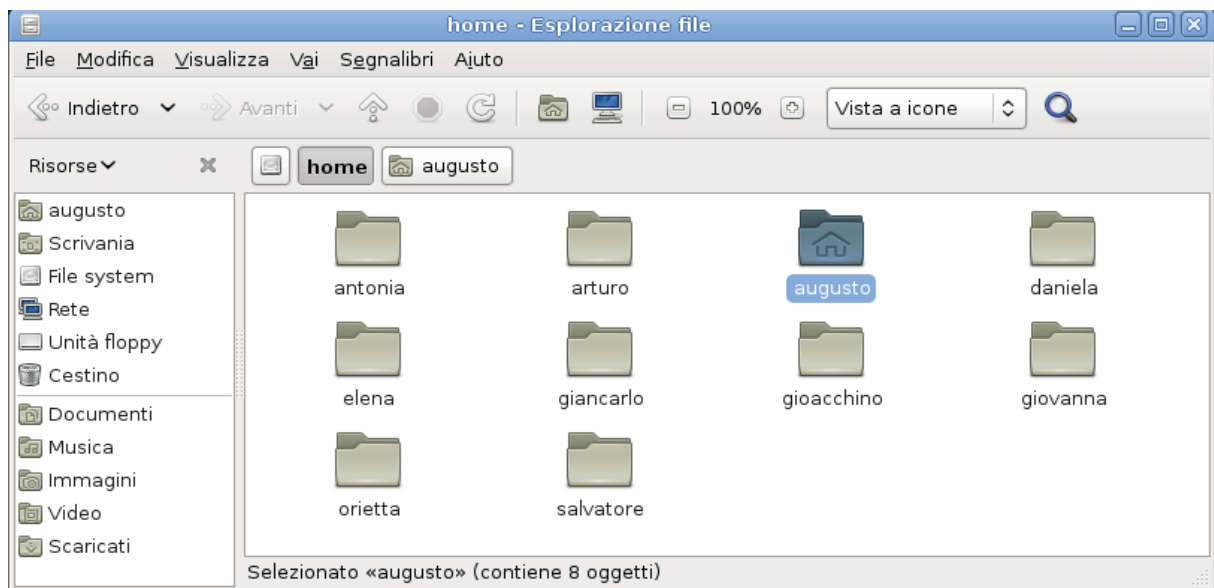 home - Esplorazione file
File Modifica Visualizza Vai Segnalibri Aiuto
Indietro Avanti 100% Vista a icone
Risorse home augusto
augusto
Scrivania
File system
Rete
Unità floppy
Cestino
Documenti
Musica
Immagini
Video
Scaricati
antonia arturo augusto daniela
elena giancarlo gioacchino giovanna
orietta salvatore
Selezionato «augusto» (contiene 8 oggetti)